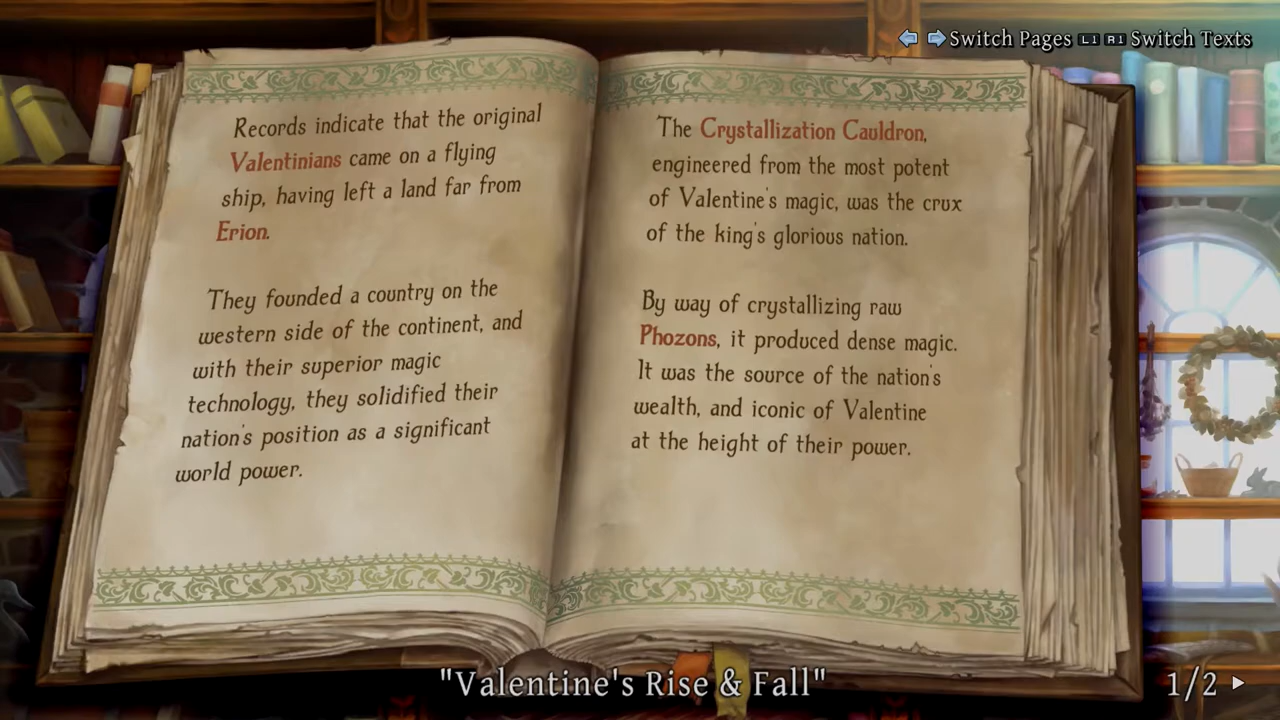 Switch Pages L1 R1 Switch Texts
Records indicate that the original
Valentinians came on a flying
ship, having left a land far from
Erion.
They founded a country on the
western side of the continent, and
with their superior magic
technology, they solidified their
nation's position as a significant
world power.
The Crystallization Cauldron,
engineered from the most potent
of Valentine's magic, was the crux
of the king's glorious nation.
By way of crystallizing raw
Phozons, it produced dense magic.
It was the source of the nation's
wealth, and iconic of Valentine
at the height of their power.
"Valentine's Rise & Fall"
1/2